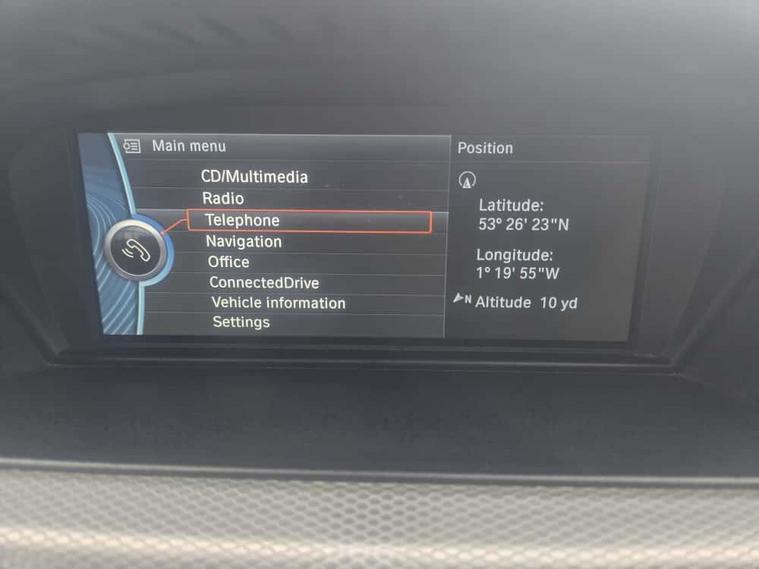 Main menu
CD/Multimedia
Radio
Telephone
Navigation
Office
ConnectedDrive
Vehicle information
Settings
Position
Latitude:
53° 26' 23"N
Longitude:
1° 19' 55"W
N Altitude 10 yd